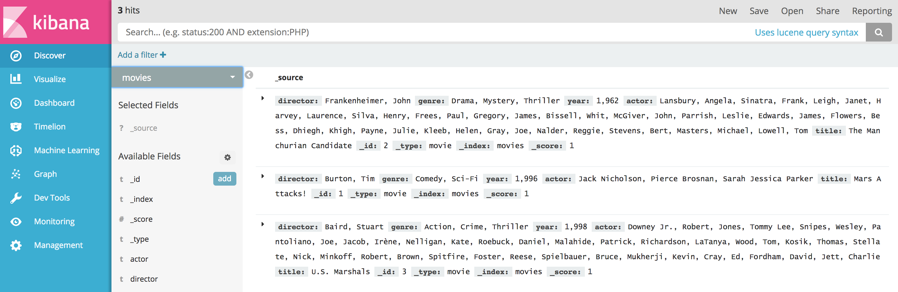 kibana
Discover
Visualize
Dashboard
Timelion
Machine Learning
Graph
Dev Tools
Monitoring
Management
3 hits
New Save Open Share Reporting
Search... (e.g. status:200 AND extension:PHP)
Uses lucene query syntax
Add a filter +
movies
Selected Fields
? _source
Available Fields
t _id add
t _index
# _score
t _type
t actor
t director
_source
director: Frankenheimer, John genre: Drama, Mystery, Thriller year: 1,962 actor: Lansbury, Angela, Sinatra, Frank, Leigh, Janet, H
arvey, Laurence, Silva, Henry, Frees, Paul, Gregory, James, Bissell, Whit, McGiver, John, Parrish, Leslie, Edwards, James, Flowers, Be
ss, Dhiegh, Khigh, Payne, Julie, Kleeb, Helen, Gray, Joe, Nalder, Reggie, Stevens, Bert, Masters, Michael, Lowell, Tom title: The Man
churian Candidate _id: 2 _type: movie _index: movies _score: 1
director: Burton, Tim genre: Comedy, Sci-Fi year: 1,996 actor: Jack Nicholson, Pierce Brosnan, Sarah Jessica Parker title: Mars A
ttacks! _id: 1 _type: movie _index: movies _score: 1
director: Baird, Stuart genre: Action, Crime, Thriller year: 1,998 actor: Downey Jr., Robert, Jones, Tommy Lee, Snipes, Wesley, Pa
ntoliano, Joe, Jacob, Irène, Nelligan, Kate, Roebuck, Daniel, Malahide, Patrick, Richardson, LaTanya, Wood, Tom, Kosik, Thomas, Stella
te, Nick, Minkoff, Robert, Brown, Spitfire, Foster, Reese, Spielbauer, Bruce, Mukherji, Kevin, Cray, Ed, Fordham, David, Jett, Charlie
title: U.S. Marshals _id: 3 _type: movie _index: movies _score: 1